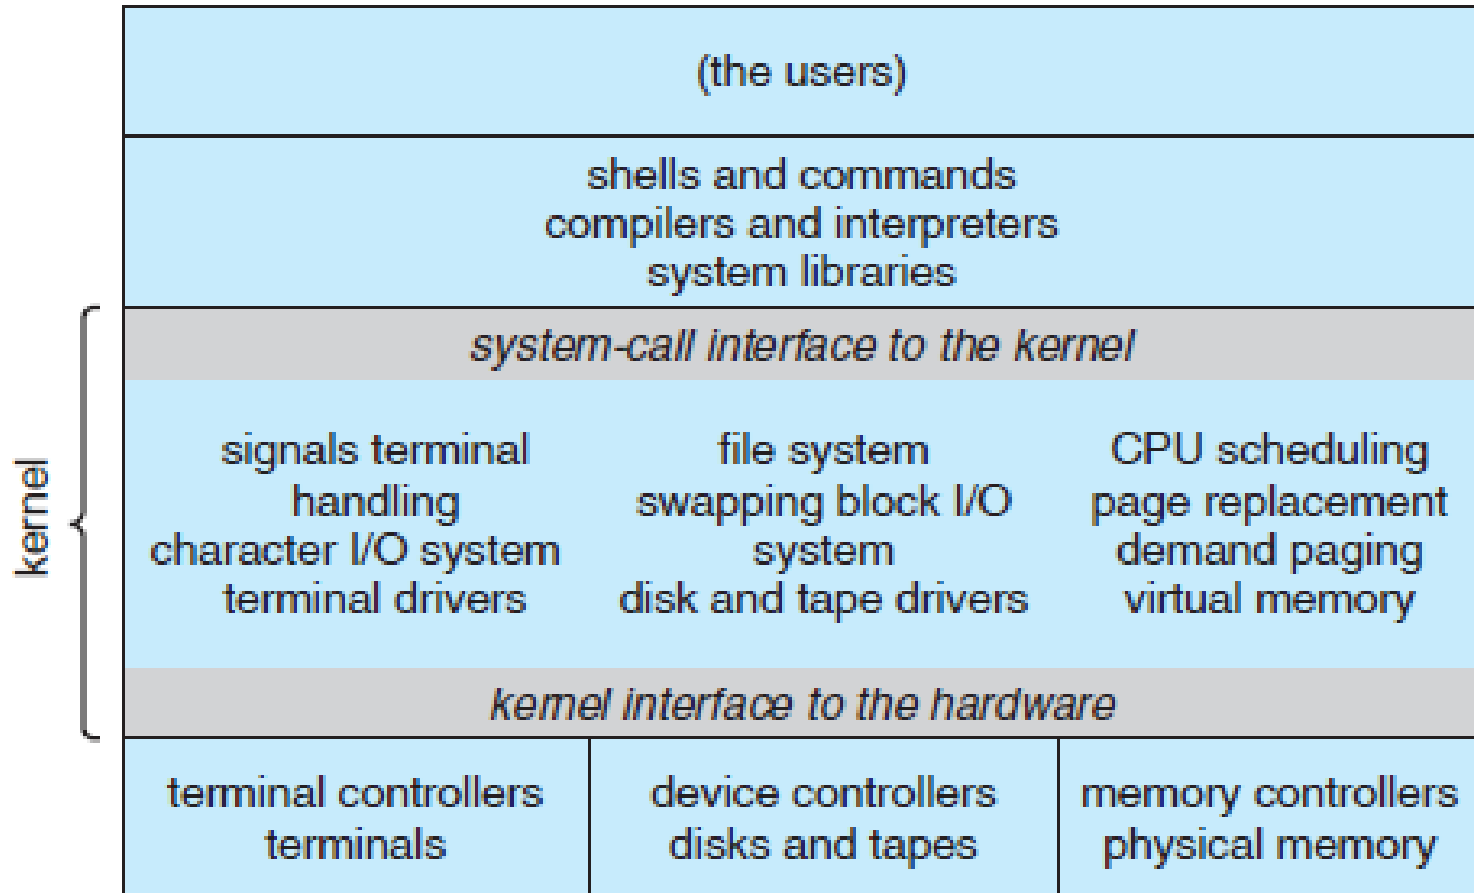 (the users)
shells and commands
compilers and interpreters
system libraries
kernel
system-call interface to the kernel
signals terminal
handling
character I/O system
terminal drivers
file system
swapping block I/O
system
disk and tape drivers
CPU scheduling
page replacement
demand paging
virtual memory
kernel interface to the hardware
terminal controllers
terminals
device controllers
disks and tapes
memory controllers
physical memory